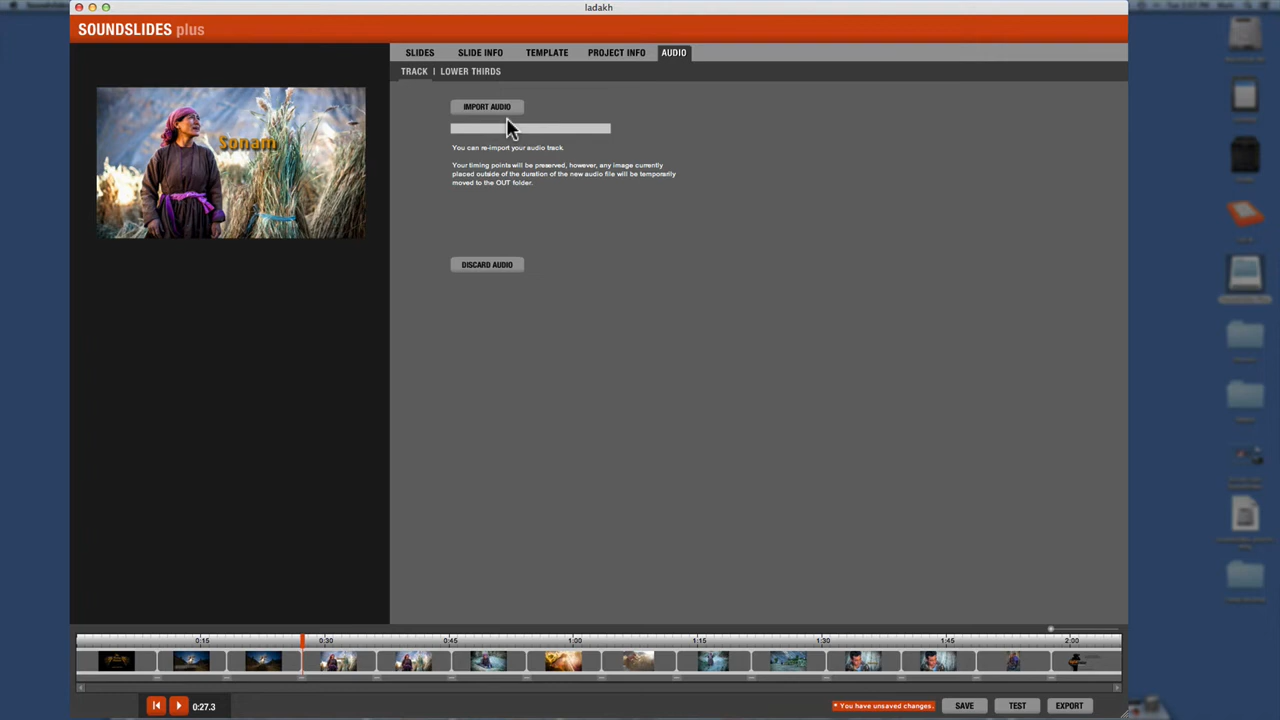 ladakh
SOUNDSLIDES plus
SLIDES SLIDE INFO TEMPLATE PROJECT INFO AUDIO
TRACK | LOWER THIRDS
IMPORT AUDIO
You can re-import your audio track.
Your timing points will be preserved, however, any image currently
placed outside of the duration of the new audio file will be temporarily
moved to the OUT folder.
DISCARD AUDIO
Sonam
0:15 0:30 0:45 1:00 1:15 1:30 1:45 2:00
0:27.3
* You have unsaved changes.
SAVE TEST EXPORT